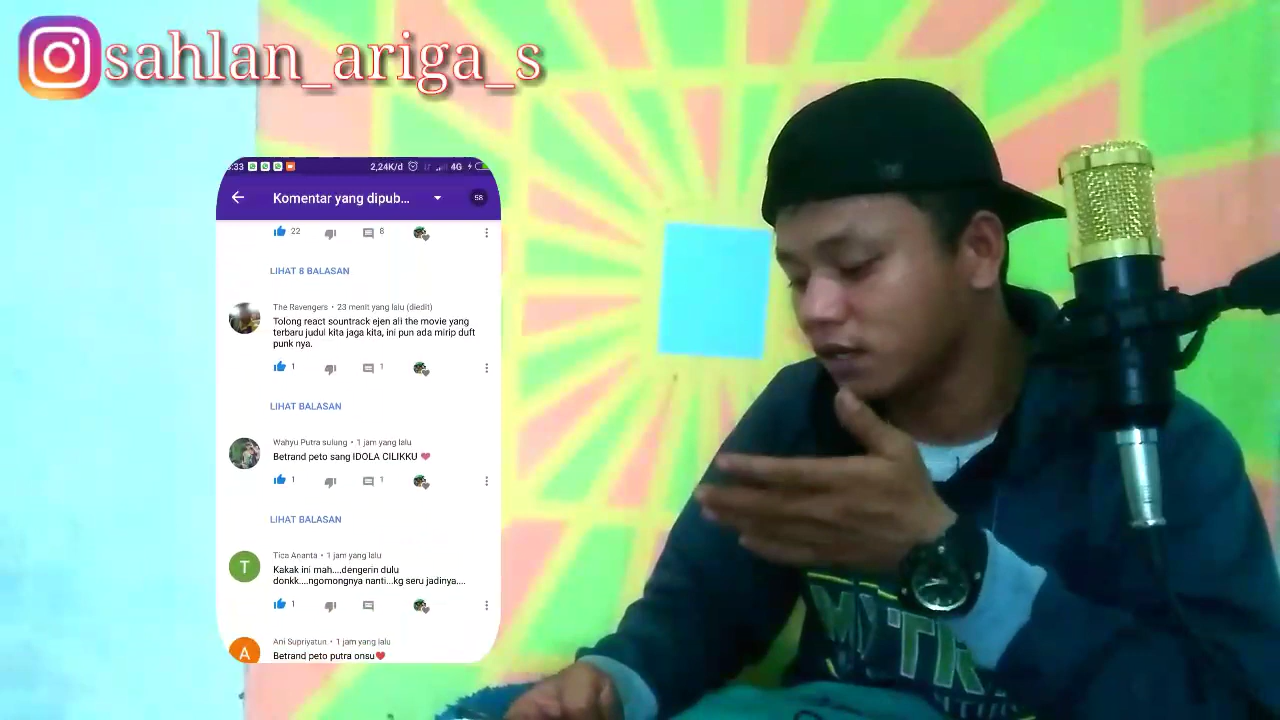 sahlan_ariga_s
:33
2,24K/d
4G
Komentar yang dipub...
58
22
8
LIHAT 8 BALASAN
The Ravengers • 23 menit yang lalu (diedit)
Tolong react sountrack ejen ali the movie yang
terbaru judul kita jaga kita, ini pun ada mirip duft
punk nya.
1
1
LIHAT BALASAN
Wahyu Putra sulung • 1 jam yang lalu
Betrand peto sang IDOLA CILIKKU ❤
1
1
LIHAT BALASAN
T
Tica Ananta • 1 jam yang lalu
Kakak ini mah....dengerin dulu
donkk....ngomongnya nanti...kg seru jadinya....
1
A
Ani Supriyatun • 1 jam yang lalu
Betrand peto putra onsu❤